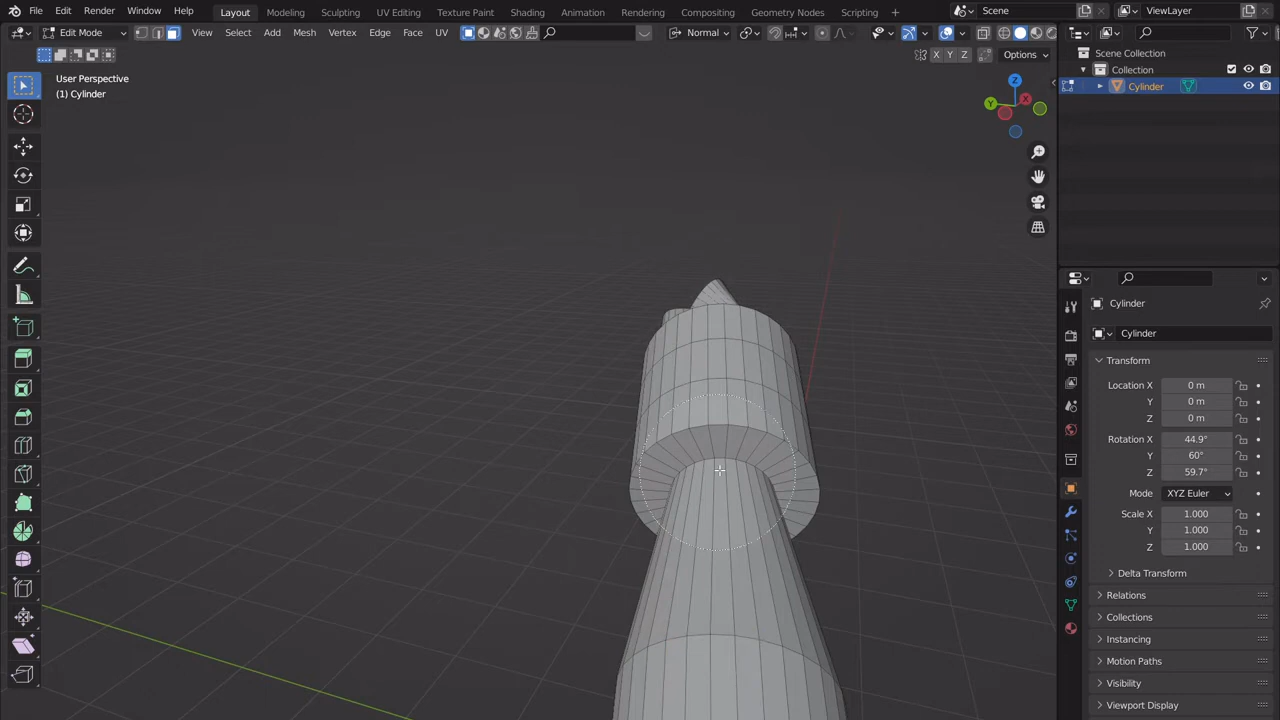 File Edit Render Window Help Layout Modeling Sculpting UV Editing Texture Paint Shading Animation Rendering Compositing Geometry Nodes Scripting + Scene ViewLayer
Edit Mode View Select Add Mesh Vertex Edge Face UV Normal
X Y Z Options
User Perspective
(1) Cylinder
Z
Y
X
Scene Collection
Collection
Cylinder
Cylinder
Cylinder
Transform
Location X 0 m
Y 0 m
Z 0 m
Rotation X 44.9°
Y 60°
Z 59.7°
Mode XYZ Euler
Scale X 1.000
Y 1.000
Z 1.000
Delta Transform
Relations
Collections
Instancing
Motion Paths
Visibility
Viewport Display